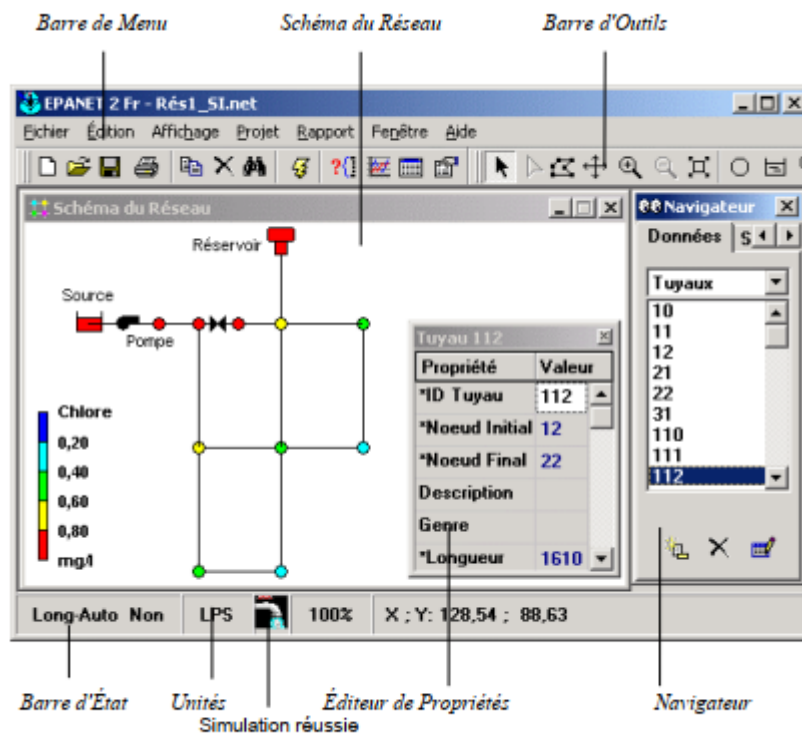 Barre de Menu Schéma du Réseau Barre d'Outils
EPANET 2 Fr - Rés1_SI.net
Fichier Édition Affichage Projet Rapport Fenêtre Aide
Schéma du Réseau
Navigateur
Données S
Réservoir
Source
Pompe
Tuyaux
10
11
12
21
22
31
110
111
112
Tuyau 112
Propriété Valeur
*ID Tuyau 112
*Noeud Initial 12
*Noeud Final 22
Description
Genre
*Longueur 1610
Chlore
0,20
0,40
0,60
0,80
mg/l
Long-Auto Non LPS 100% X ; Y: 128,54 ; 88,63
Barre d'État Unités Éditeur de Propriétés Navigateur
Simulation réussie